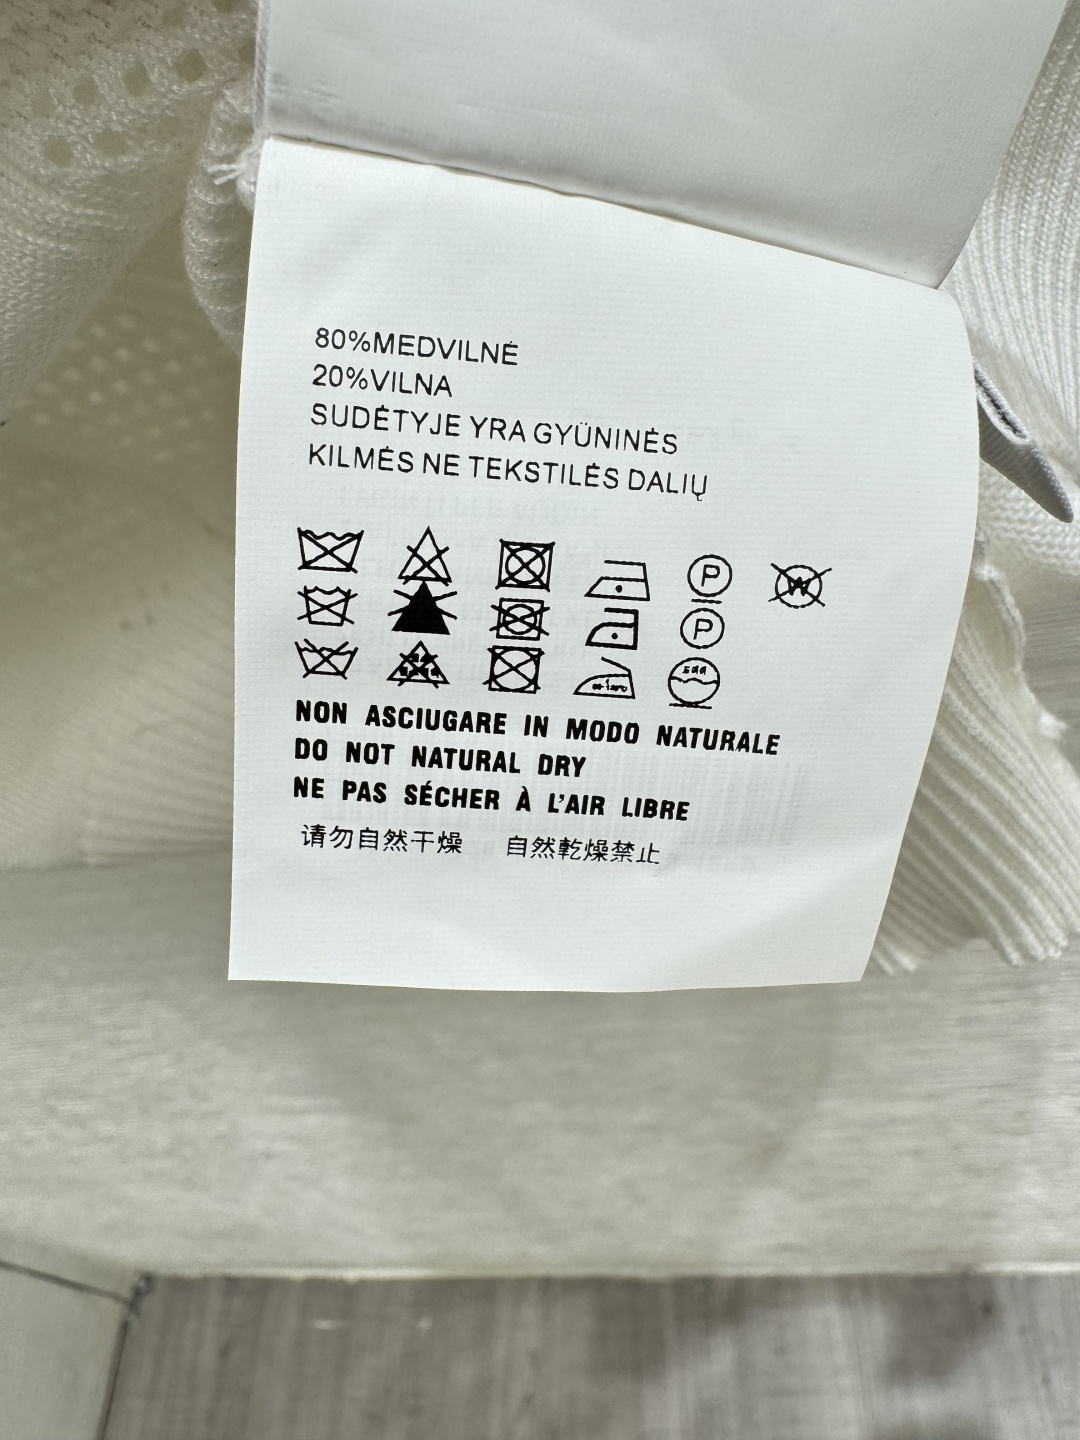 80%MEDVILNĖ
20%VILNA
SUDĖTYJE YRA GYŪNINĖS
KILMĖS NE TEKSTILĖS DALIŲ
W
P
P
NON ASCIUGARE IN MODO NATURALE
DO NOT NATURAL DRY
NE PAS SÉCHER À L'AIR LIBRE
请勿自然干燥 自然乾燥禁止